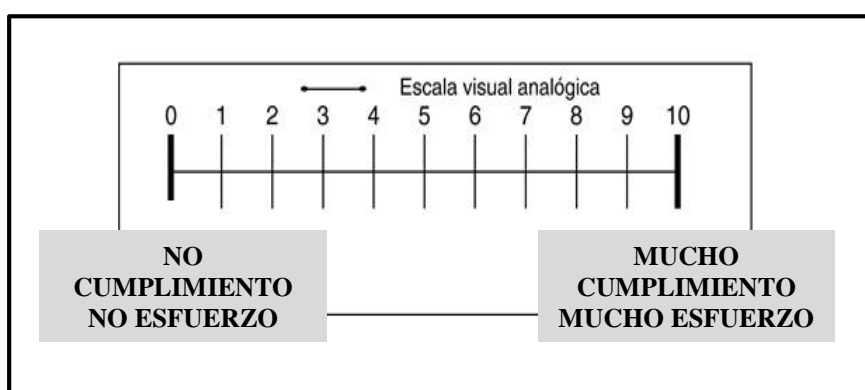 Escala visual analógica
0 1 2 3 4 5 6 7 8 9 10
NO
CUMPLIMIENTO
NO ESFUERZO
MUCHO
CUMPLIMIENTO
MUCHO ESFUERZO